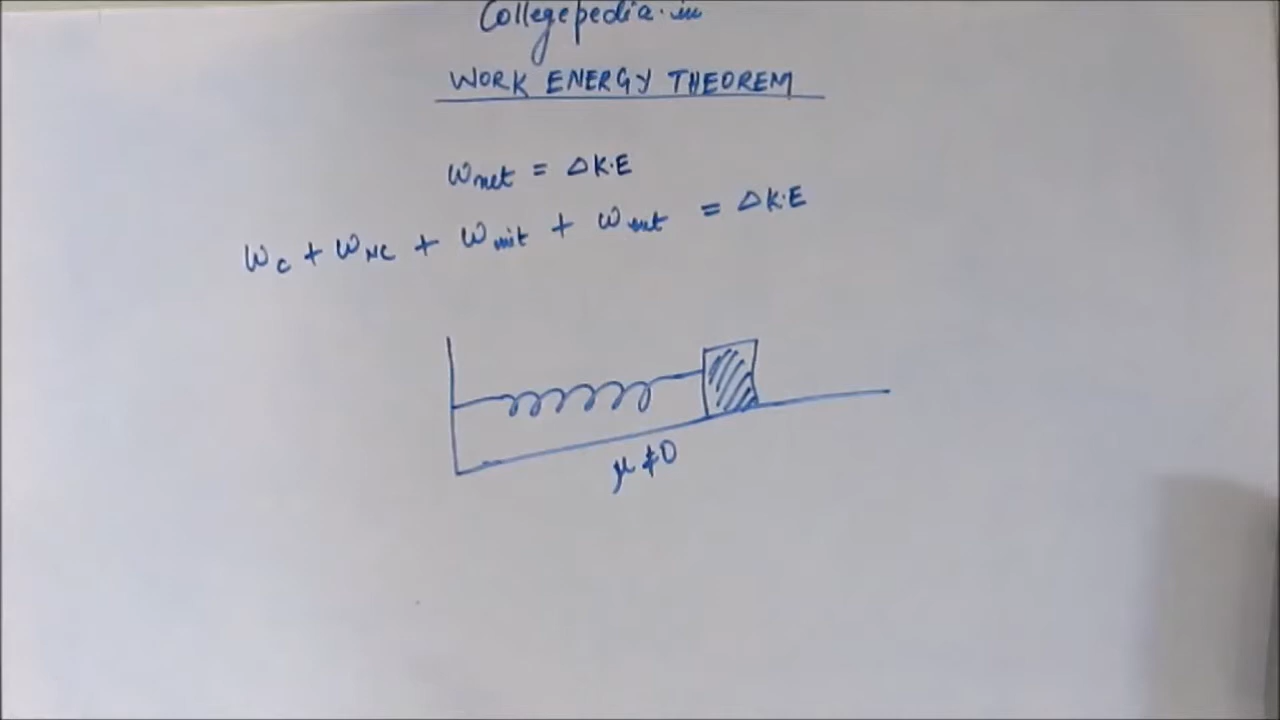 Collegepedia.in
WORK ENERGY THEOREM
Wnet = ΔK.E
WC + WNC + Wint + Wext = ΔK.E
μ ≠ 0